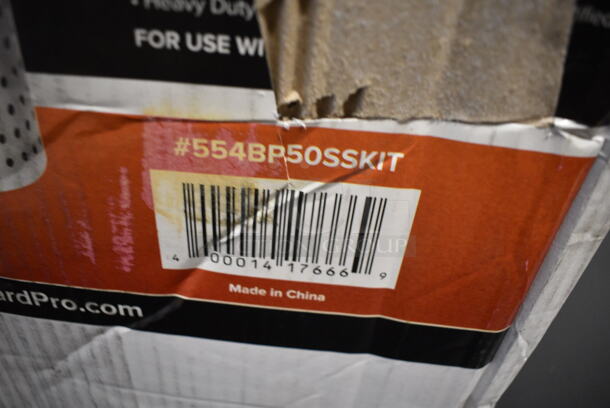 • Heavy Duty
FOR USE WI
#554BP50SSKIT
4 00014 17666 9
Made in China
ardPro.com